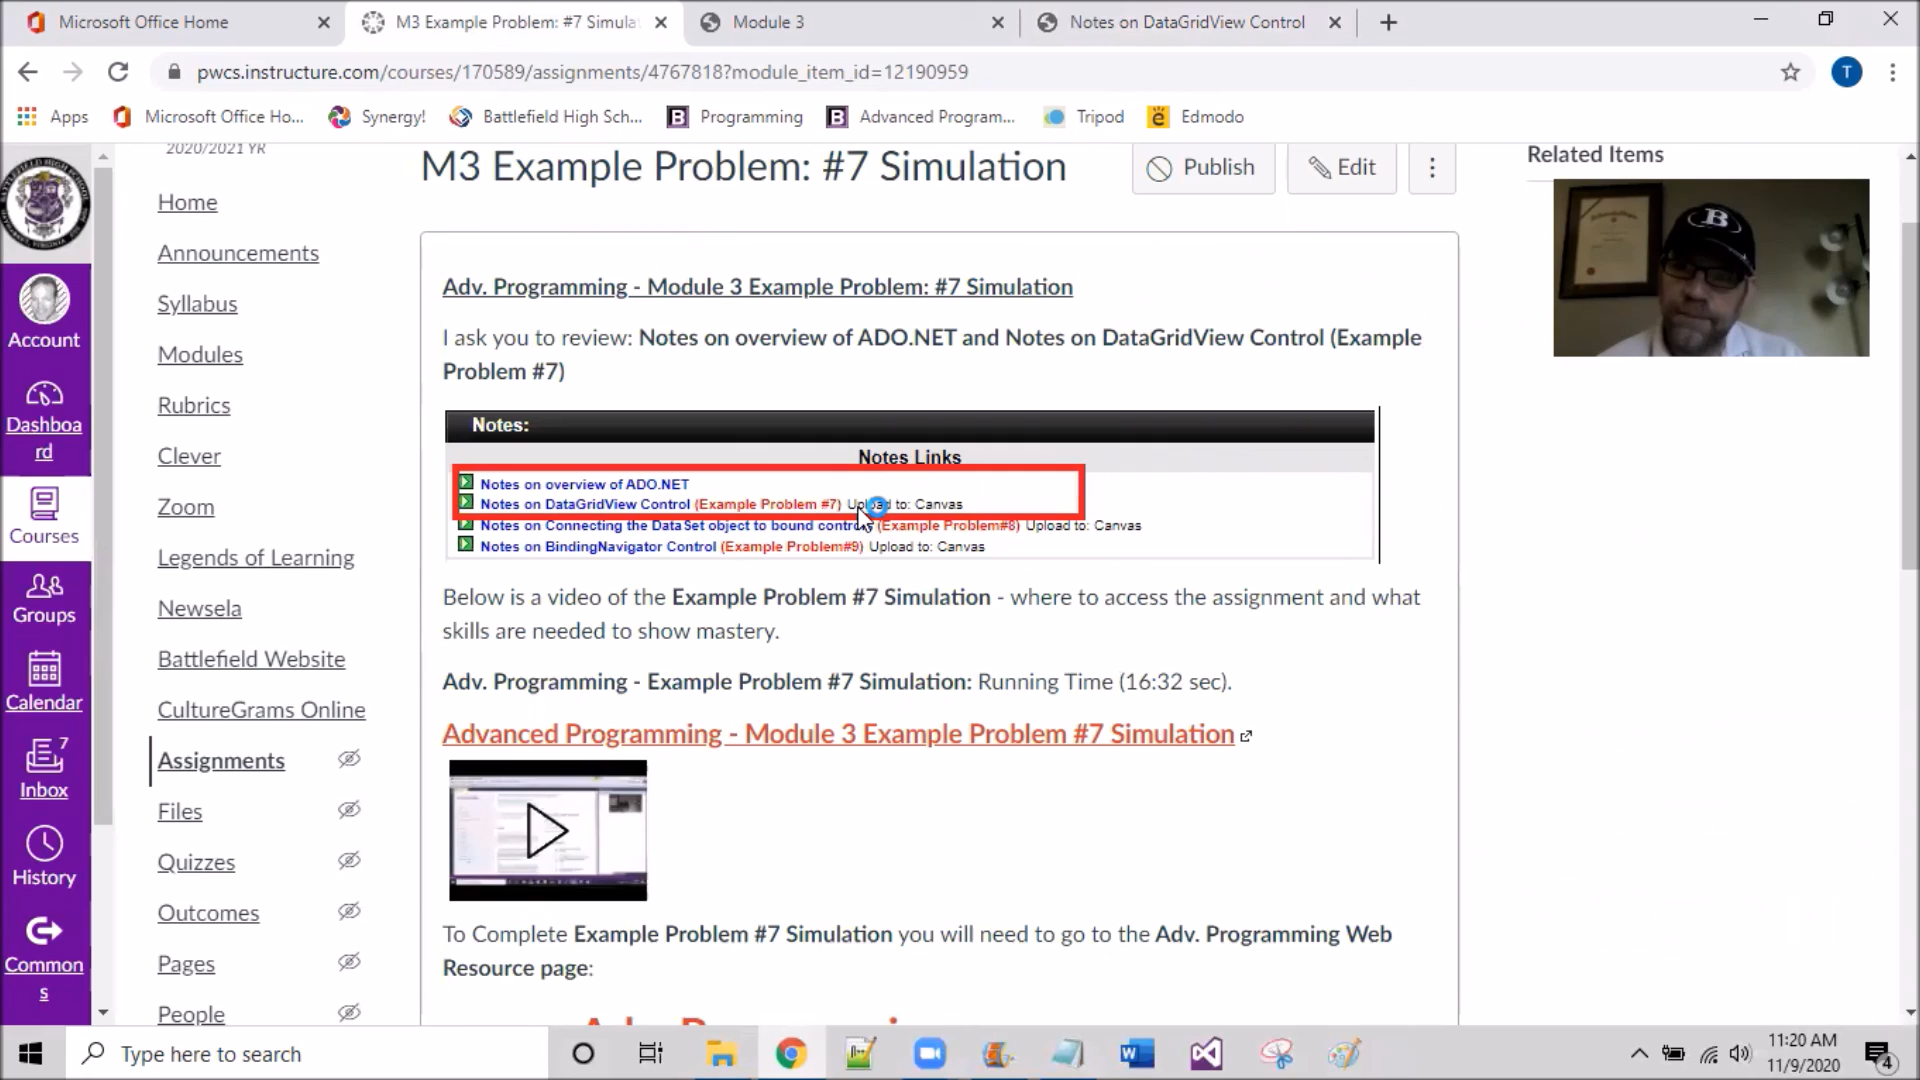 Microsoft Office Home
M3 Example Problem: #7 Simula
Module 3
Notes on DataGridView Control
pwcs.instructure.com/courses/170589/assignments/4767818?module_item_id=12190959
T
Apps
Microsoft Office Ho...
Synergy!
Battlefield High Sch...
Programming
Advanced Program...
Tripod
Edmodo
Account
Dashboa
rd
Courses
Groups
Calendar
7
Inbox
History
Common
s
2020/2021 YR
Home
Announcements
Syllabus
Modules
Rubrics
Clever
Zoom
Legends of Learning
Newsela
Battlefield Website
CultureGrams Online
Assignments
Files
Quizzes
Outcomes
Pages
People
M3 Example Problem: #7 Simulation
Publish
Edit
Related Items
B
Adv. Programming - Module 3 Example Problem: #7 Simulation
I ask you to review: Notes on overview of ADO.NET and Notes on DataGridView Control (Example
Problem #7)
Notes:
Notes Links
Notes on overview of ADO.NET
Notes on DataGridView Control (Example Problem #7) Upload to: Canvas
Notes on Connecting the DataSet object to bound controls (Example Problem#8) Upload to: Canvas
Notes on BindingNavigator Control (Example Problem#9) Upload to: Canvas
Below is a video of the Example Problem #7 Simulation - where to access the assignment and what
skills are needed to show mastery.
Adv. Programming - Example Problem #7 Simulation: Running Time (16:32 sec).
Advanced Programming - Module 3 Example Problem #7 Simulation
To Complete Example Problem #7 Simulation you will need to go to the Adv. Programming Web
Resource page:
Type here to search
11:20 AM
11/9/2020
4